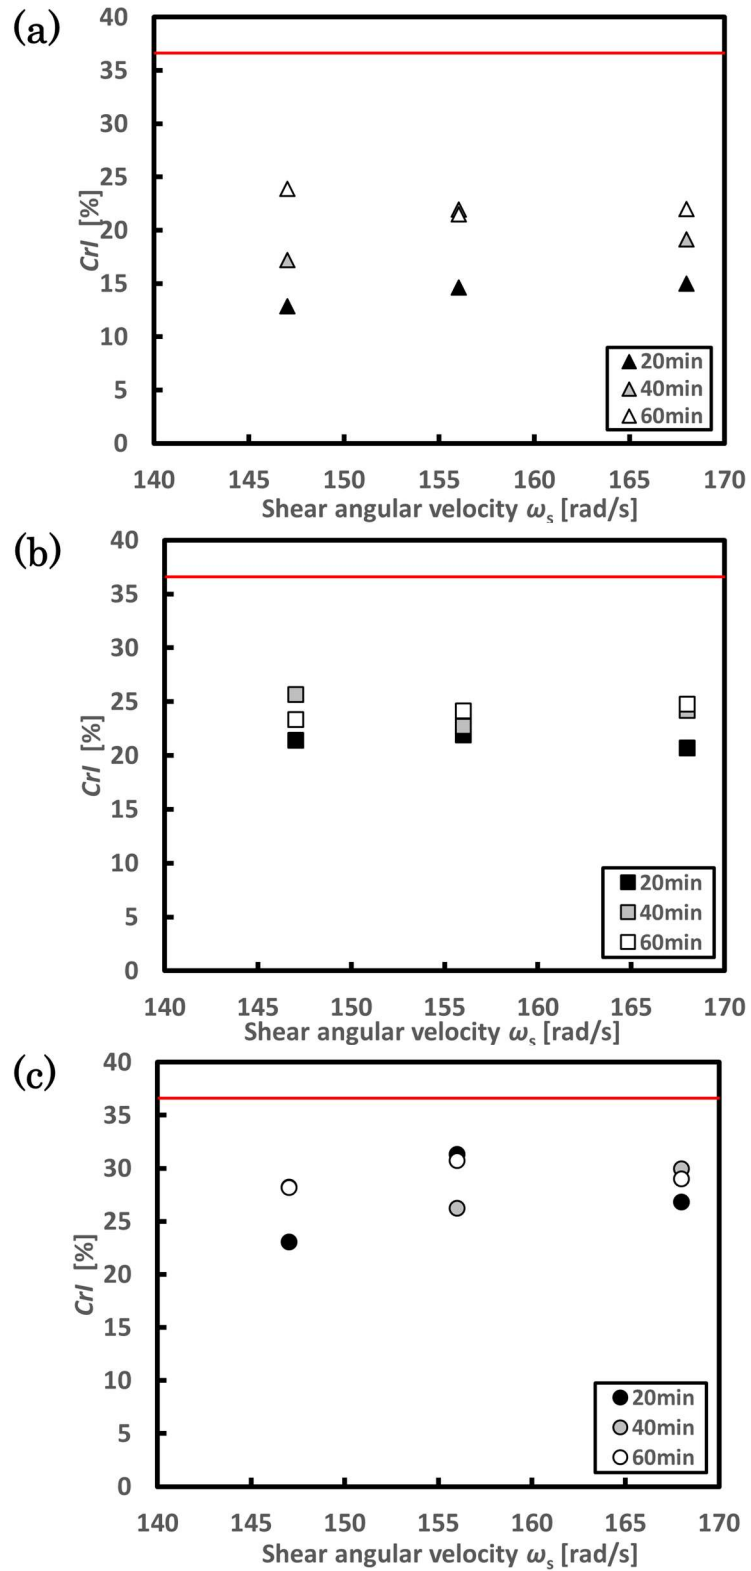 (a)
40
35
30
25
20
15
10
5
0
CrI [%]
20min
40min
60min
140 145 150 155 160 165 170
Shear angular velocity ωs [rad/s]
(b)
40
35
30
25
20
15
10
5
0
CrI [%]
20min
40min
60min
140 145 150 155 160 165 170
Shear angular velocity ωs [rad/s]
(c)
40
35
30
25
20
15
10
5
0
CrI [%]
20min
40min
60min
140 145 150 155 160 165 170
Shear angular velocity ωs [rad/s]